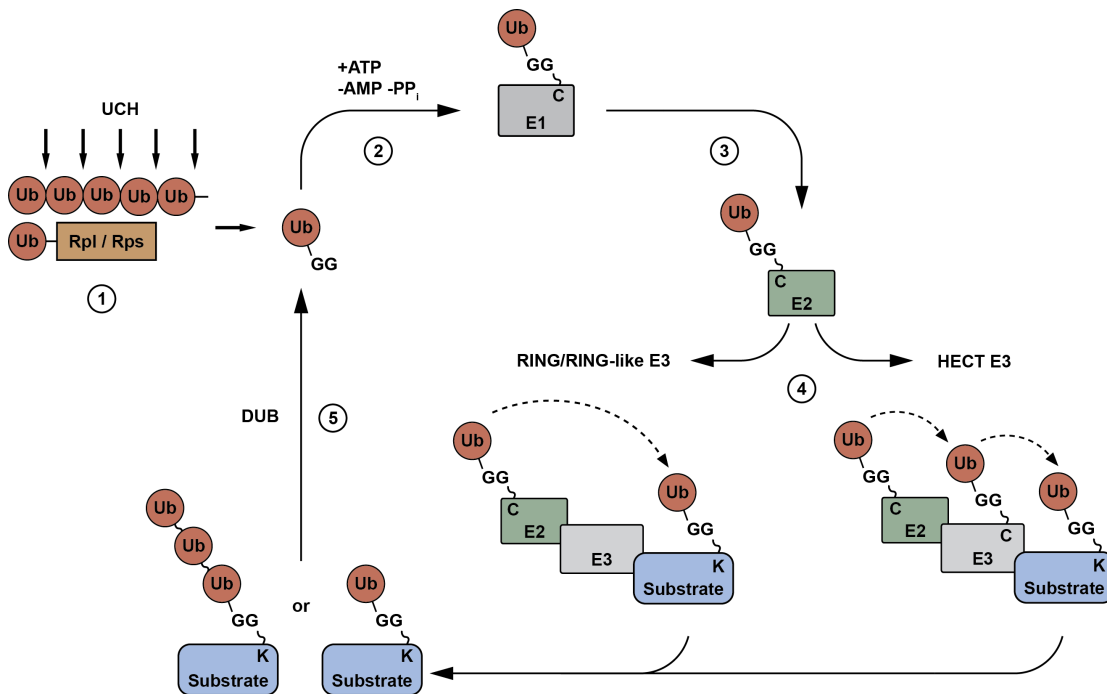 Ub
GG
C
E1
+ATP
-AMP -PPi
2
3
UCH
Ub Ub Ub Ub Ub
Ub Rpl / Rps
1
Ub
GG
Ub
GG
C
E2
RING/RING-like E3
HECT E3
4
DUB
5
Ub
GG
C
E2
E3
Ub
GG
K
Substrate
Ub
GG
C
E2
Ub
GG
C
E3
Ub
GG
K
Substrate
Ub
Ub
Ub
GG
K
Substrate
or
Ub
GG
K
Substrate